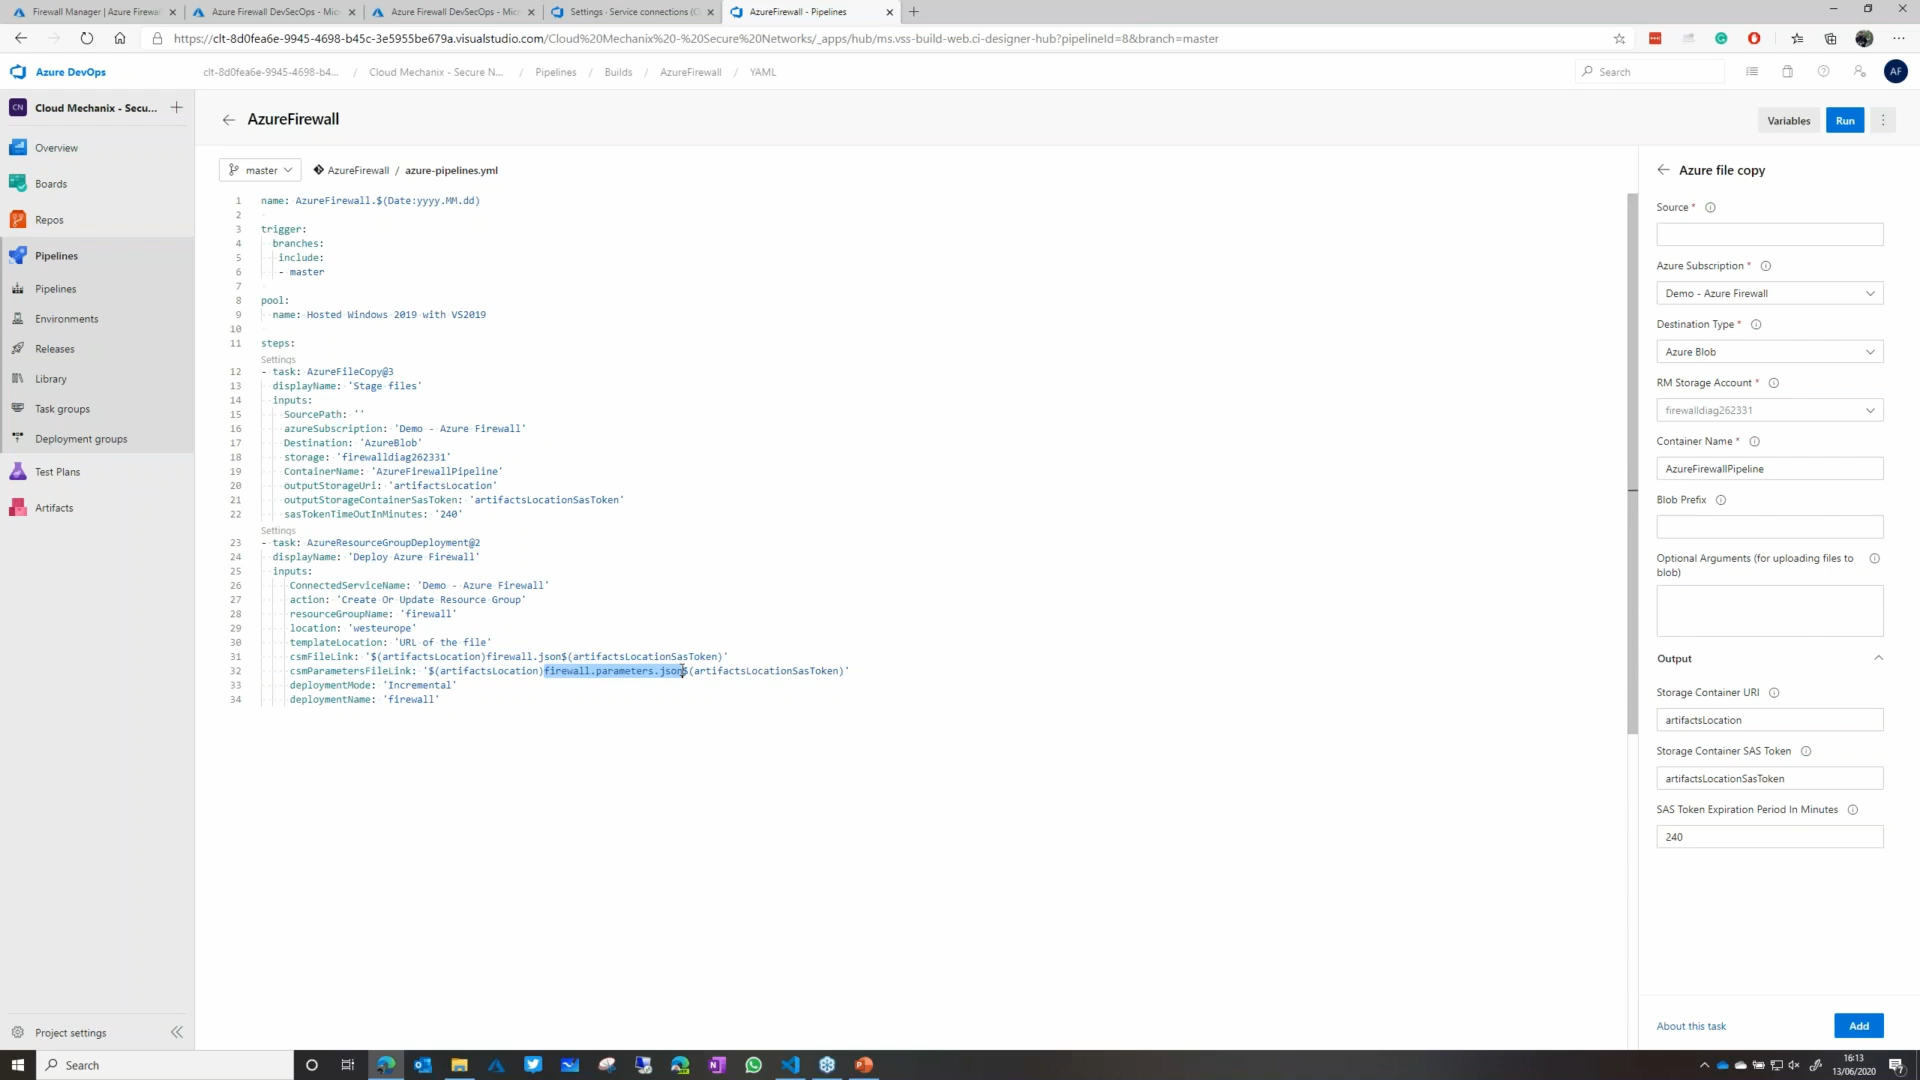 Firewall Manager | Azure Firewal
Azure Firewall DevSecOps - Micr
Azure Firewall DevSecOps - Micr
Settings · Service connections (C
AzureFirewall - Pipelines
https://clt-8d0fea6e-9945-4698-b45c-3e5955be679a.visualstudio.com/Cloud%20Mechanix%20-%20Secure%20Networks/_apps/hub/ms.vss-build-web.ci-designer-hub?pipelineId=8&branch=master
Azure DevOps
clt-8d0fea6e-9945-4698-b4... / Cloud Mechanix - Secure N... / Pipelines / Builds / AzureFirewall / YAML
Search
AF
CN Cloud Mechanix - Secu...
Overview
Boards
Repos
Pipelines
Pipelines
Environments
Releases
Library
Task groups
Deployment groups
Test Plans
Artifacts
Project settings
AzureFirewall
Variables
Run
master
AzureFirewall / azure-pipelines.yml
1 name: AzureFirewall.$(Date:yyyy.MM.dd)
2
3 trigger:
4 branches:
5 include:
6 - master
7
8 pool:
9 name: Hosted Windows 2019 with VS2019
10
11 steps:
Settings
12 - task: AzureFileCopy@3
13 displayName: 'Stage files'
14 inputs:
15 SourcePath: ''
16 azureSubscription: 'Demo - Azure Firewall'
17 Destination: 'AzureBlob'
18 storage: 'firewalldiag262331'
19 ContainerName: 'AzureFirewallPipeline'
20 outputStorageUri: 'artifactsLocation'
21 outputStorageContainerSasToken: 'artifactsLocationSasToken'
22 sasTokenTimeOutInMinutes: '240'
Settings
23 - task: AzureResourceGroupDeployment@2
24 displayName: 'Deploy Azure Firewall'
25 inputs:
26 ConnectedServiceName: 'Demo - Azure Firewall'
27 action: 'Create Or Update Resource Group'
28 resourceGroupName: 'firewall'
29 location: 'westeurope'
30 templateLocation: 'URL of the file'
31 csmFileLink: '$(artifactsLocation)firewall.json$(artifactsLocationSasToken)'
32 csmParametersFileLink: '$(artifactsLocation)firewall.parameters.json$(artifactsLocationSasToken)'
33 deploymentMode: 'Incremental'
34 deploymentName: 'firewall'
Azure file copy
Source *
Azure Subscription *
Demo - Azure Firewall
Destination Type *
Azure Blob
RM Storage Account *
firewalldiag262331
Container Name *
AzureFirewallPipeline
Blob Prefix
Optional Arguments (for uploading files to
blob)
Output
Storage Container URI
artifactsLocation
Storage Container SAS Token
artifactsLocationSasToken
SAS Token Expiration Period In Minutes
240
About this task
Add
Search
16:13
13/06/2020